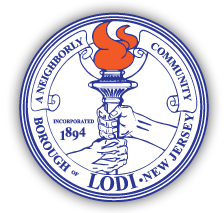 A NEIGHBORLY COMMUNITY
INCORPORATED
1894
BOROUGH OF LODI • NEW JERSEY